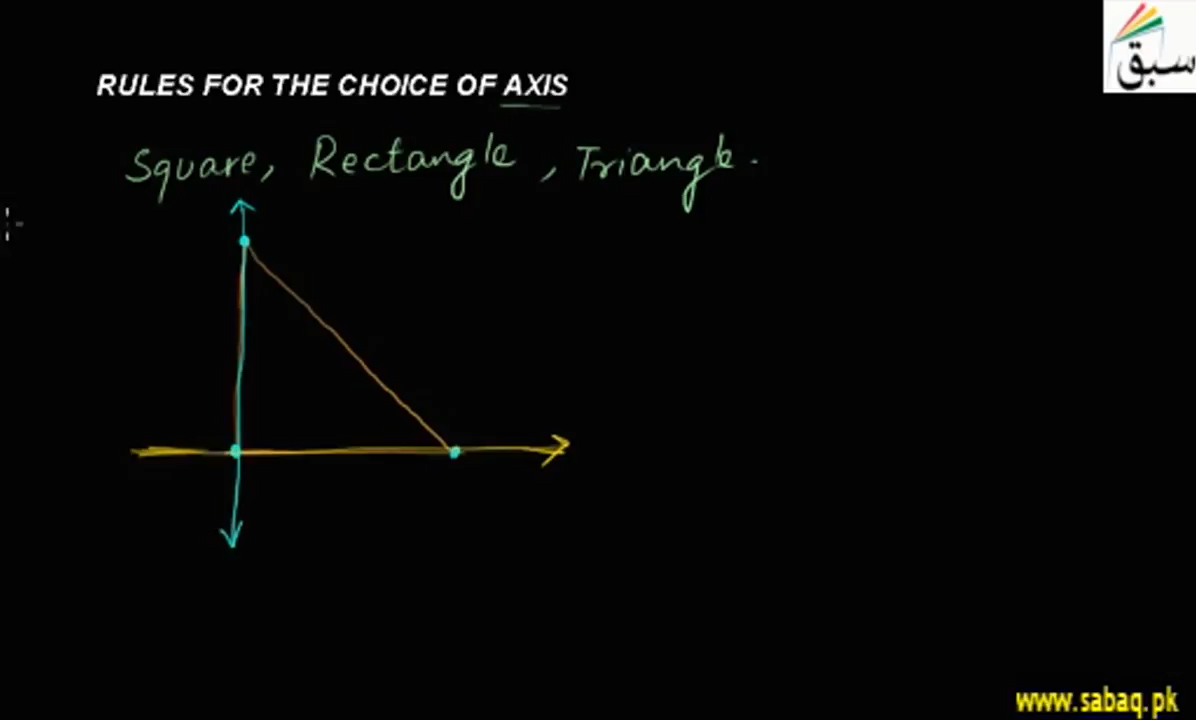 سبق
RULES FOR THE CHOICE OF AXIS
Square, Rectangle, Triangle.
www.sabaq.pk